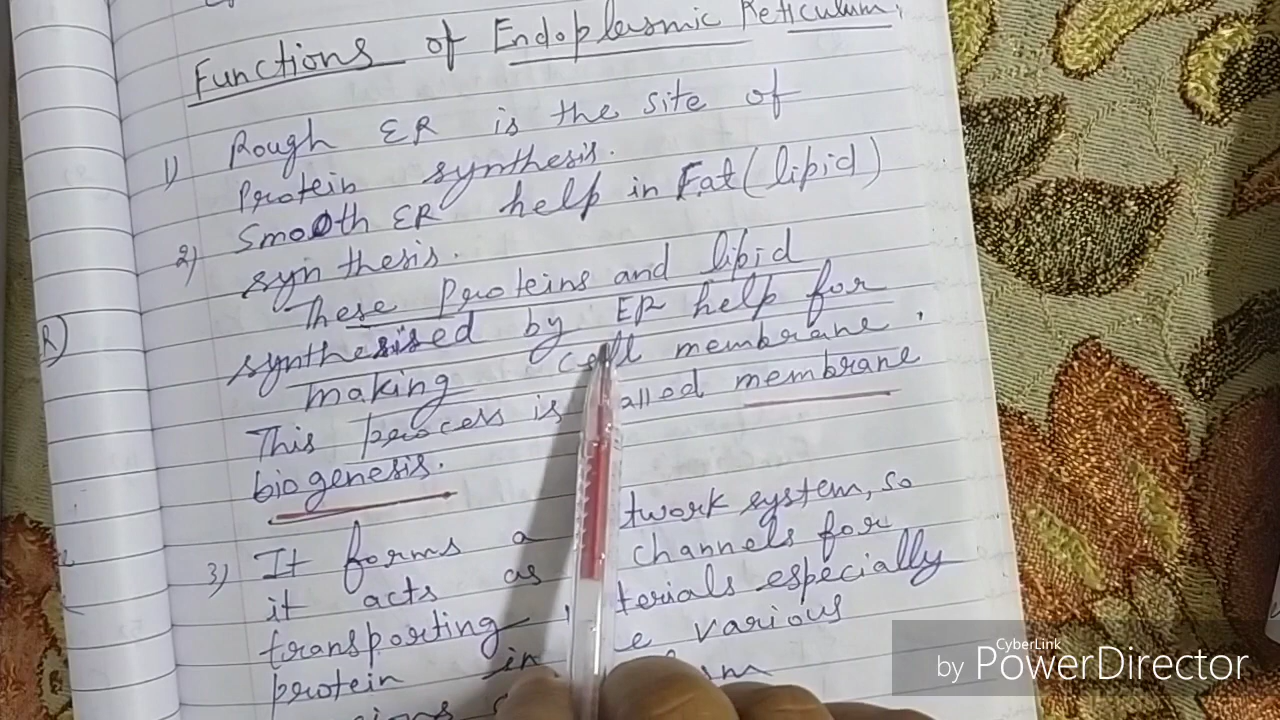 Functions of Endoplasmic Reticulum.
1) Rough ER is the site of
Protein synthesis.
2) Smooth ER help in Fat (lipid)
synthesis.
These proteins and lipid
R) synthesised by ER help for
making cell membrane.
This process is called membrane
biogenesis.
3) It forms a twork system, so
it acts as channels for
transporting terials especially
protein in various
CyberLink
by PowerDirector